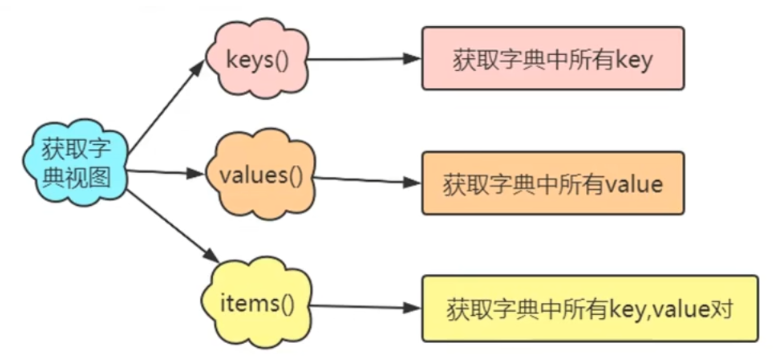 keys()
获取字典中所有key
获取字
典视图
values()
获取字典中所有value
items()
获取字典中所有key,value对